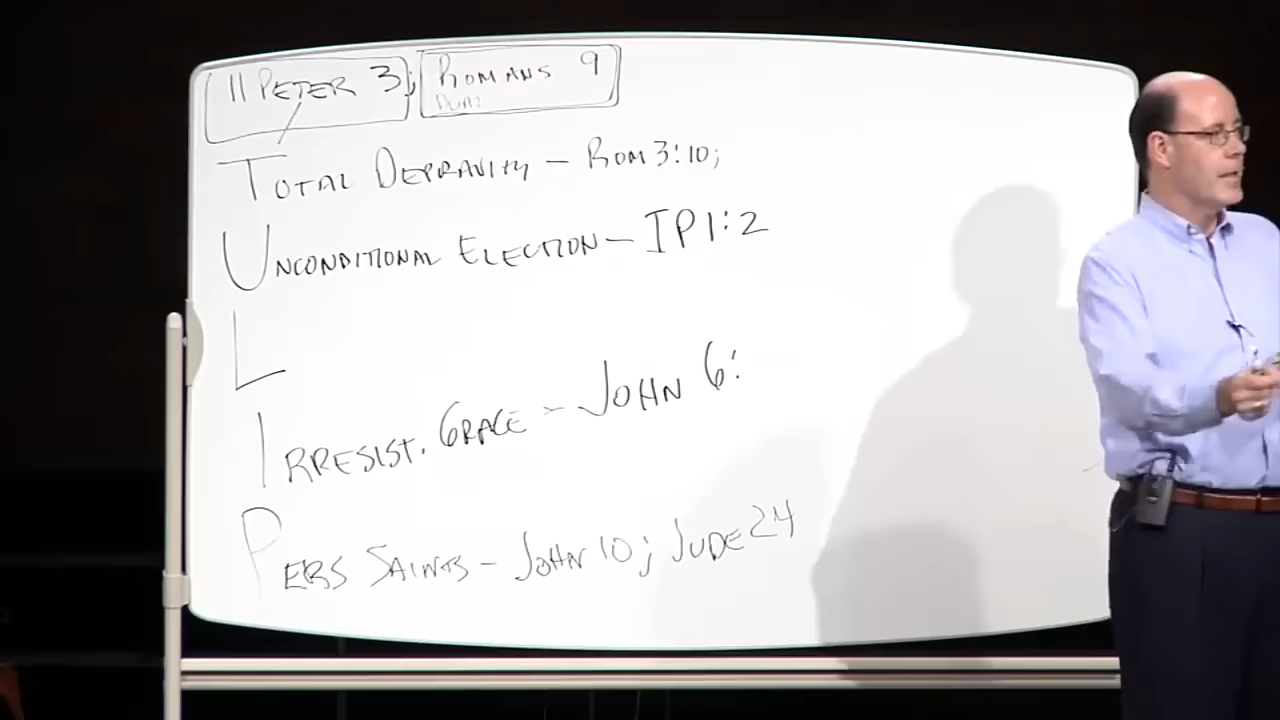 II PETER 3; ROMANS 9
TOTAL DEPRAVITY - ROM 3:10;
UNCONDITIONAL ELECTION - IP1:2
L
IRRESIST. GRACE - JOHN 6:
PERS SAINTS - JOHN 10; JUDE 24